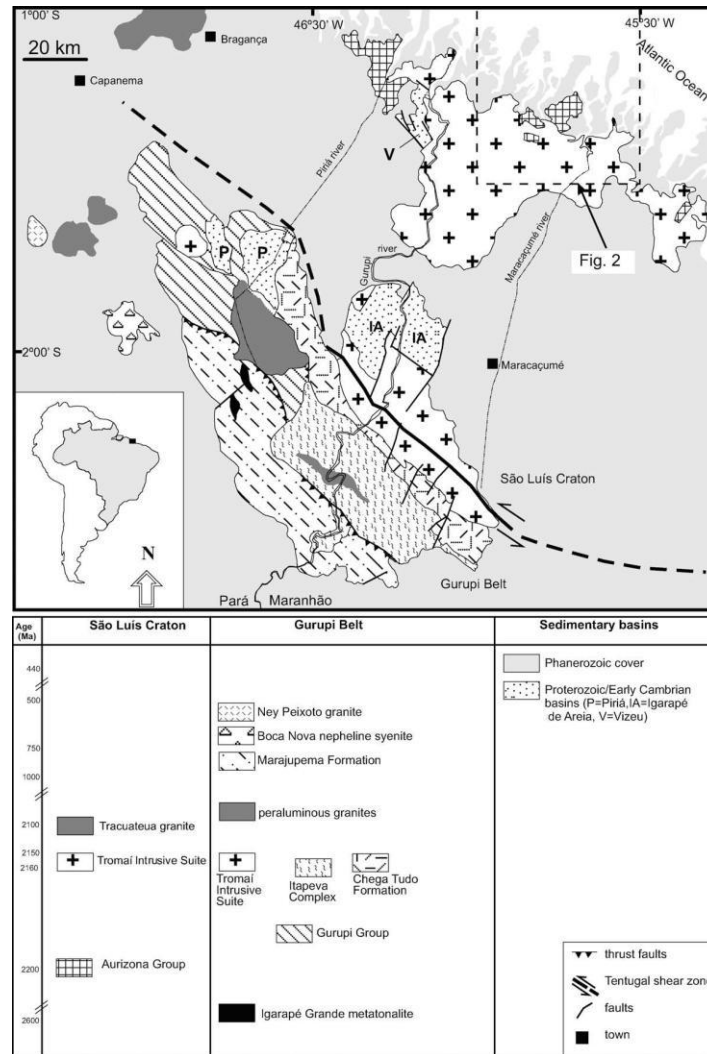 1°00' S
46°30' W
45°30' W
20 km
Bragança
Capanema
Atlantic Ocean
Piriá river
V
P
P
Gurupi river
Maracaçumé river
Fig. 2
IA
IA
2°00' S
Maracaçumé
São Luís Craton
N
Gurupi Belt
Pará
Maranhão
Age (Ma)
São Luís Craton
Gurupi Belt
Sedimentary basins
440
Phanerozoic cover
Proterozoic/Early Cambrian
basins (P=Piriá,IA=Igarapé
de Areia, V=Vizeu)
500
Ney Peixoto granite
Boca Nova nepheline syenite
750
Marajupema Formation
1000
peraluminous granites
2100
Tracuateua granite
2150
2160
Tromaí Intrusive Suite
Tromaí
Intrusive
Suite
Itapeva
Complex
Chega Tudo
Formation
Gurupi Group
Aurizona Group
2200
thrust faults
Tentugal shear zon
faults
Igarapé Grande metatonalite
2600
town